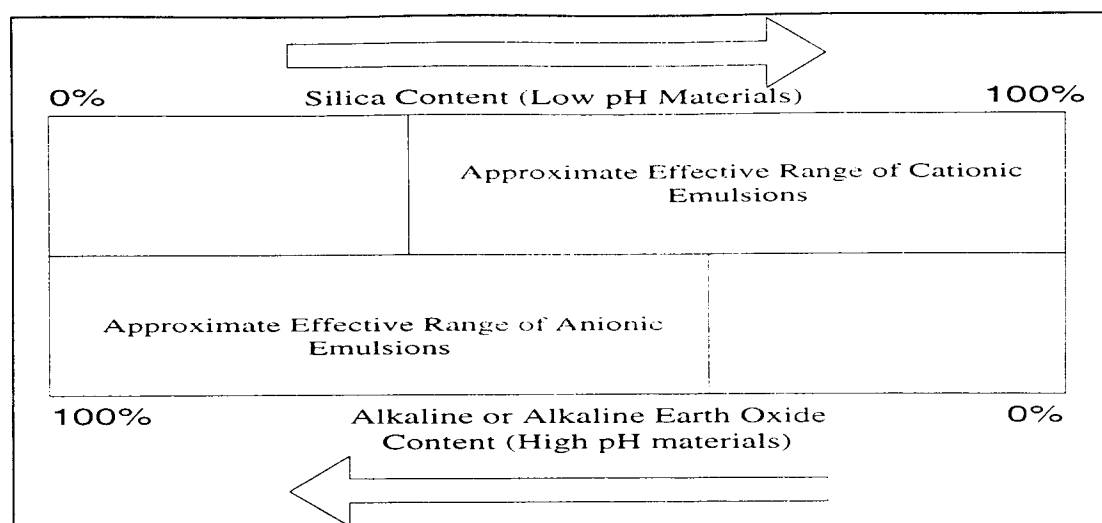 0%
Silica Content (Low pH Materials)
100%
Approximate Effective Range of Cationic
Emulsions
Approximate Effective Range of Anionic
Emulsions
100%
Alkaline or Alkaline Earth Oxide
Content (High pH materials)
0%